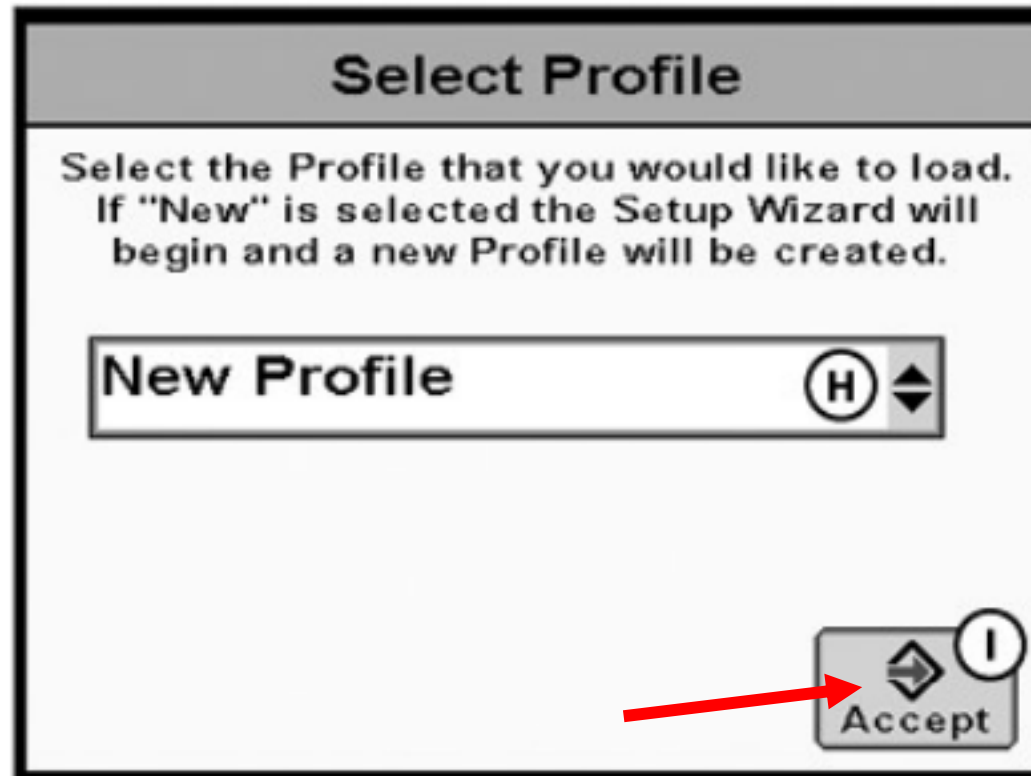 Select Profile
Select the Profile that you would like to load.
If "New" is selected the Setup Wizard will
begin and a new Profile will be created.
New Profile
H
I
Accept